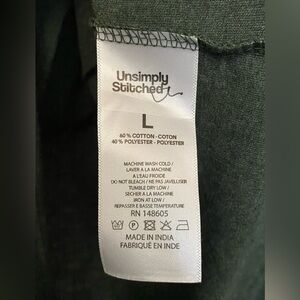 Unsimply
Stitched
L
60% COTTON - COTON
40% POLYESTER - POLYESTER
MACHINE WASH COLD /
LAVER A LA MACHINE
A L'EAU FROIDE
DO NOT BLEACH / NE PAS JAVELLISER
TUMBLE DRY LOW /
SECHER A LA MACHINE
IRON AT LOW /
REPASSER E BASSE TEMPERATURE
RN 148605
MADE IN INDIA
FABRIQUÉ EN INDE